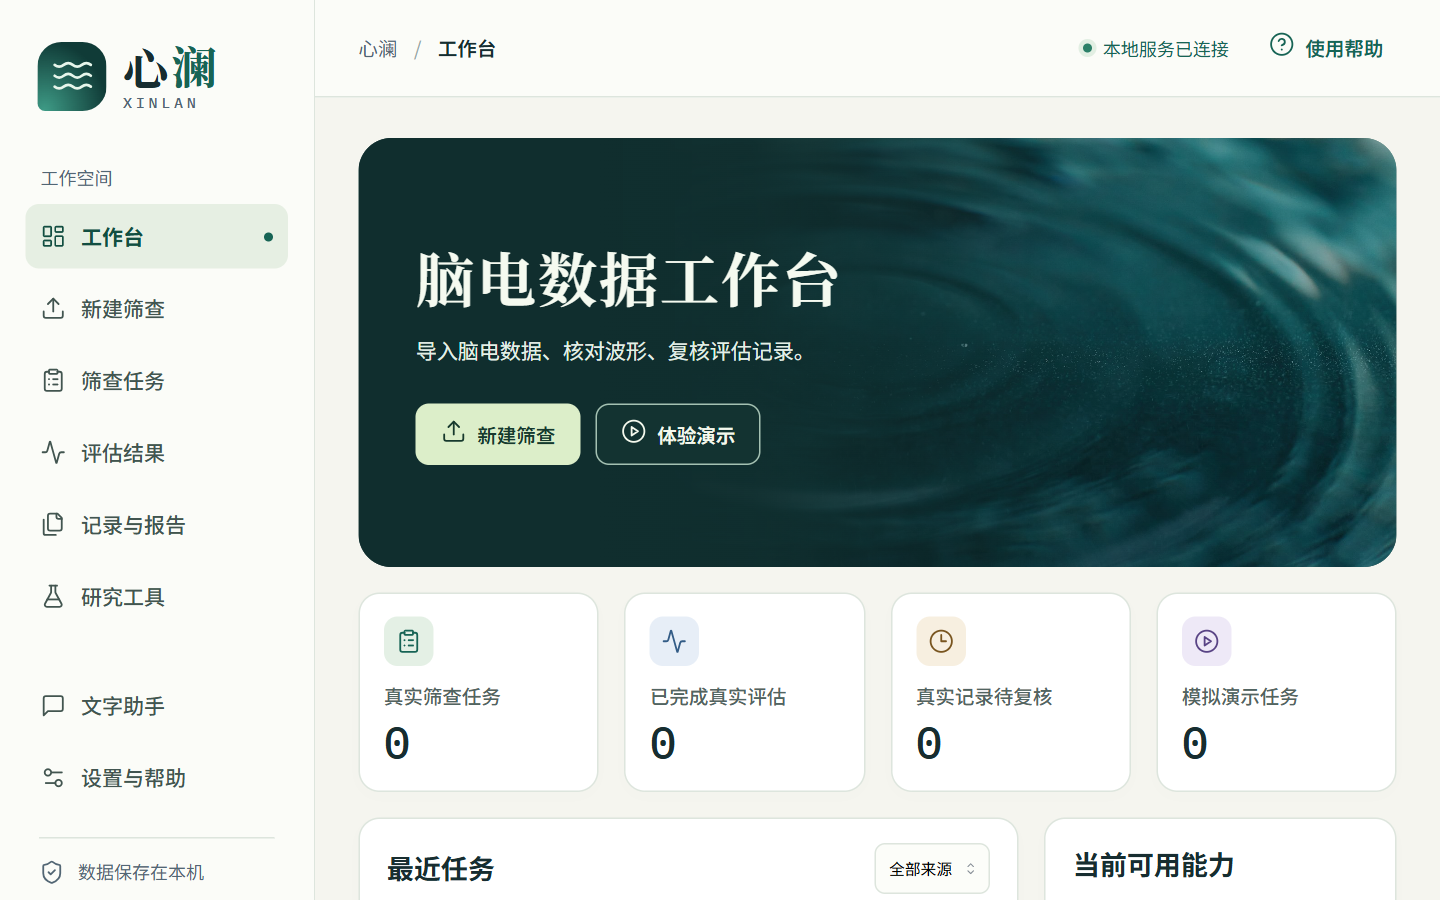 心澜
XINLAN
工作空间
工作台
新建筛查
筛查任务
评估结果
记录与报告
研究工具
文字助手
设置与帮助
数据保存在本机
心澜 / 工作台
本地服务已连接
使用帮助
脑电数据工作台
导入脑电数据、核对波形、复核评估记录。
新建筛查
体验演示
真实筛查任务
0
已完成真实评估
0
真实记录待复核
0
模拟演示任务
0
最近任务
全部来源
当前可用能力